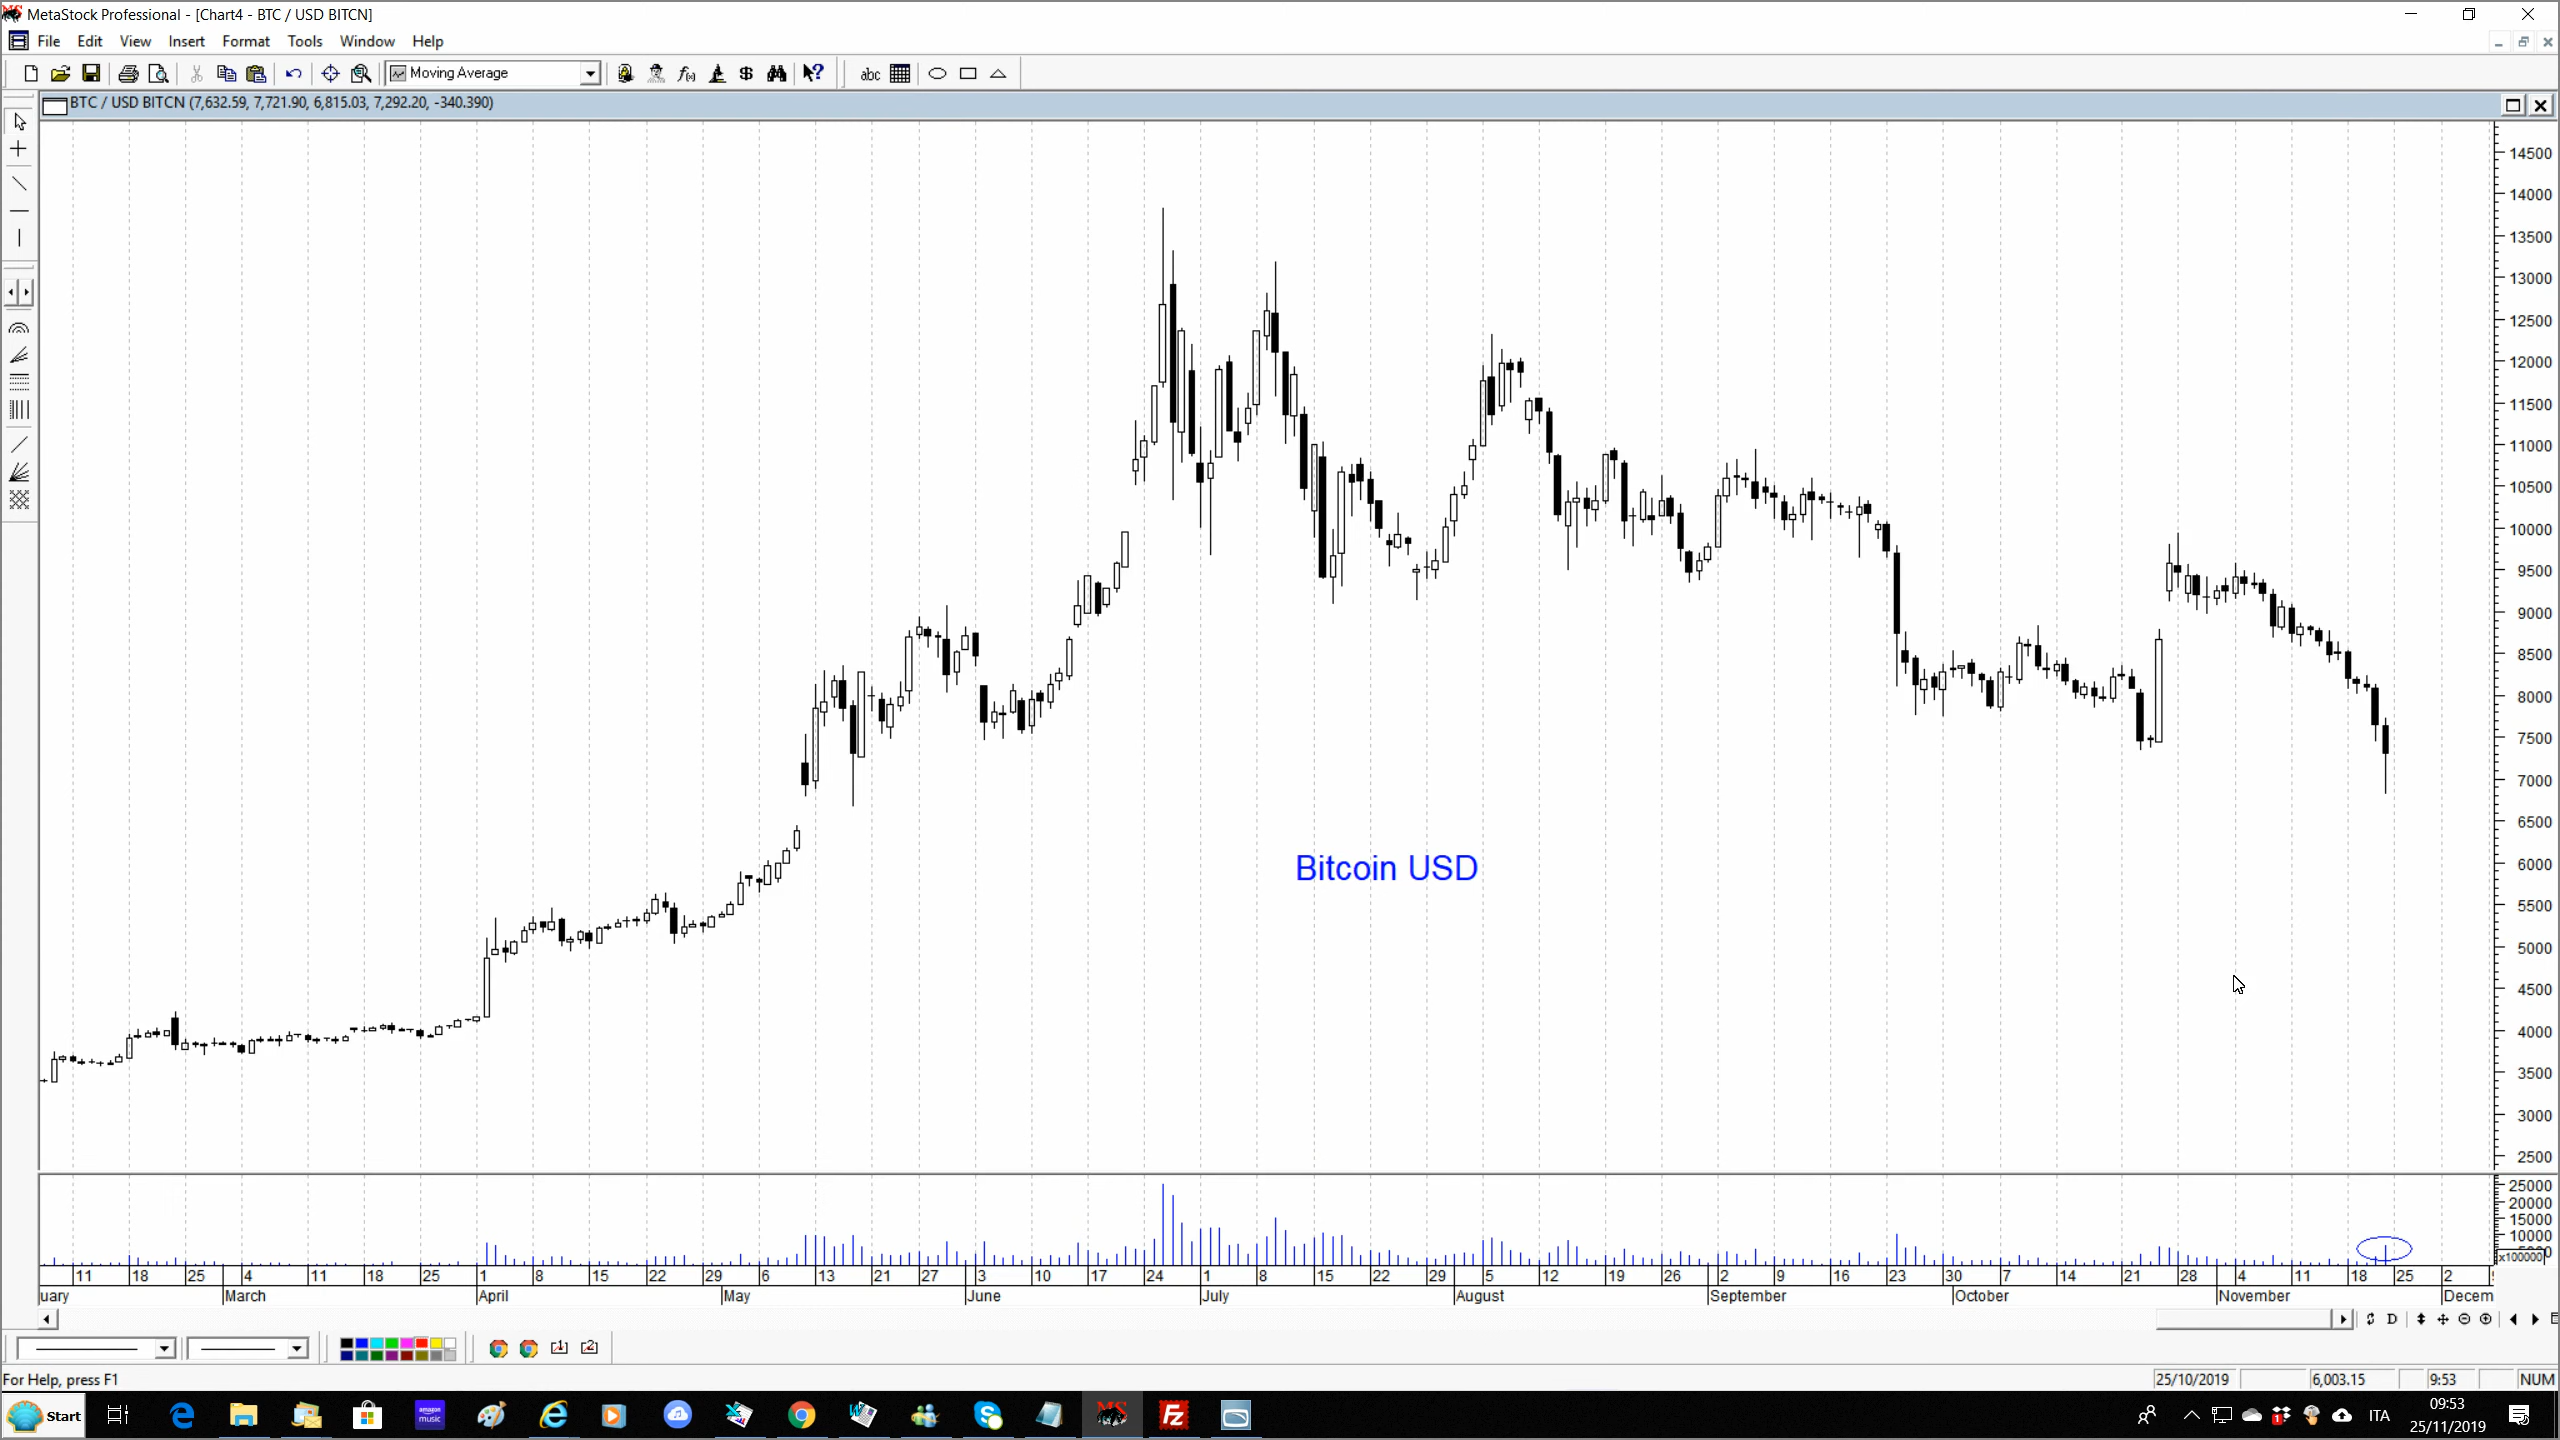 MetaStock Professional - [Chart4 - BTC / USD BITCN]
File Edit View Insert Format Tools Window Help
Moving Average
abc
BTC / USD BITCN (7,632.59, 7,721.90, 6,815.03, 7,292.20, -340.390)
14500
14000
13500
13000
12500
12000
11500
11000
10500
10000
9500
9000
8500
8000
7500
7000
6500
6000
5500
5000
4500
4000
3500
3000
2500
Bitcoin USD
25000
20000
15000
10000
5000
x100000
11 18 25 4 11 18 25 1 8 15 22 29 6 13 21 27 3 10 17 24 1 8 15 22 29 5 12 19 26 2 9 16 23 30 7 14 21 28 4 11 18 25 2
uary March April May June July August September October November Decem
D
For Help, press F1
25/10/2019 6,003.15 9:53 NUM
Start
amazon music
ITA
09:53
25/11/2019